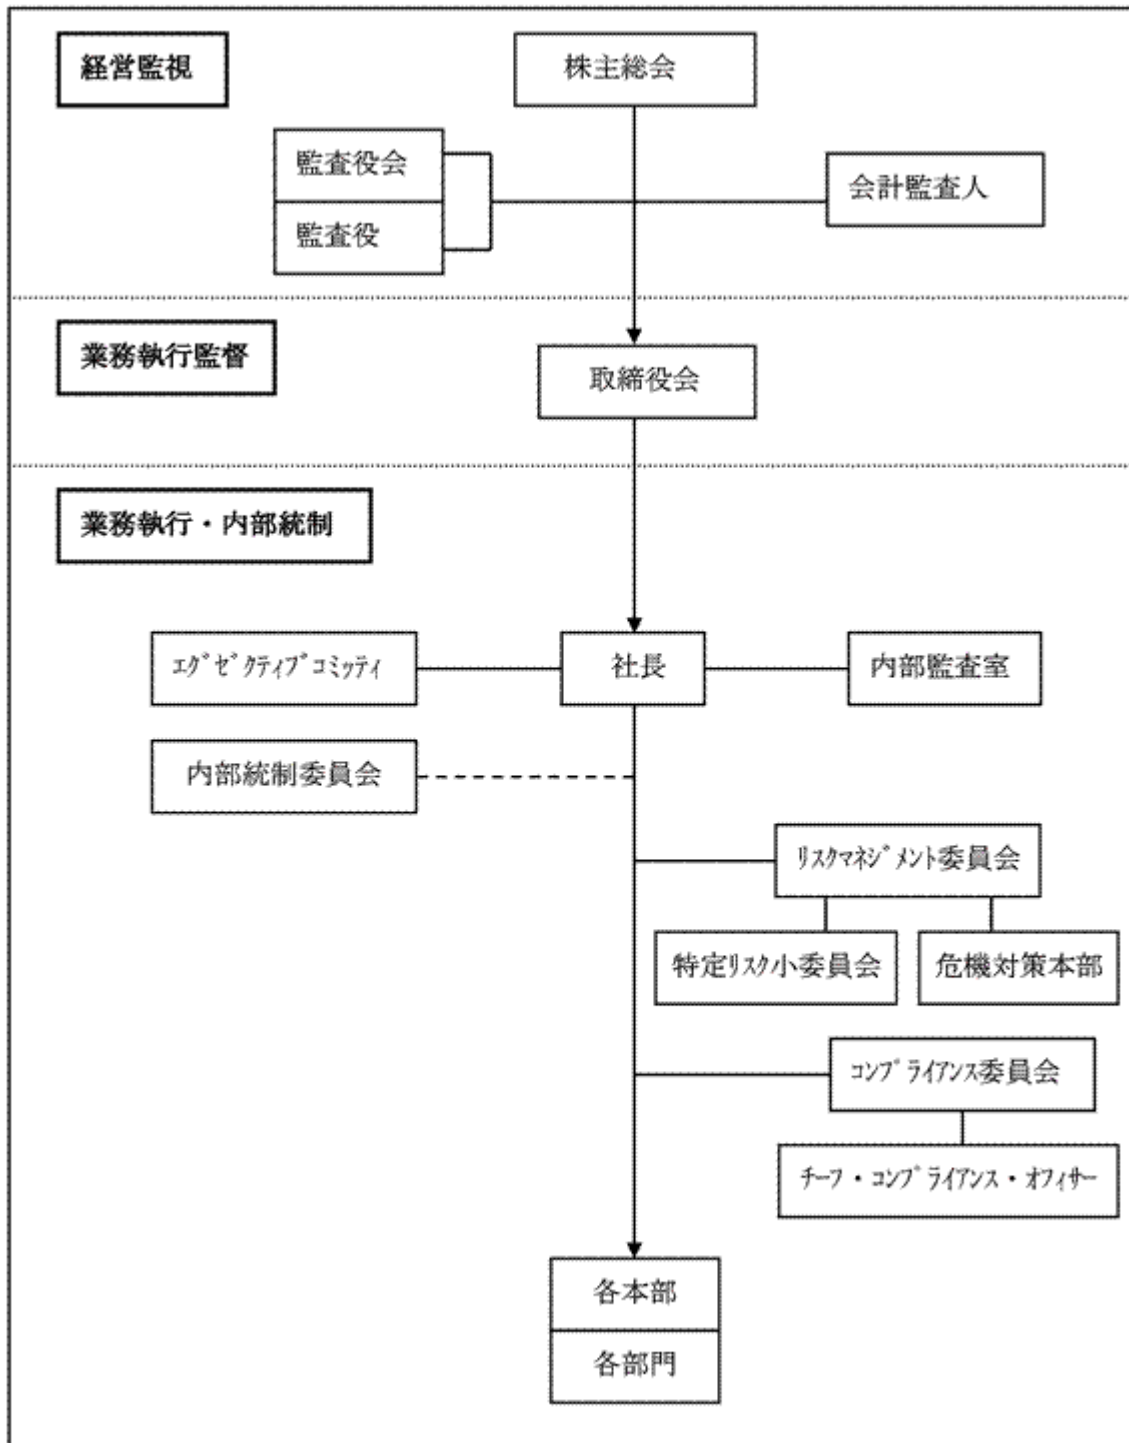 経営監視
株主総会
監査役会
監査役
会計監査人
業務執行監督
取締役会
業務執行・内部統制
ｴｸﾞｾﾞｸﾃｨﾌﾞｺﾐｯﾃｨ
社長
内部監査室
内部統制委員会
ﾘｽｸﾏﾈｼﾞﾒﾝﾄ委員会
特定ﾘｽｸ小委員会
危機対策本部
ｺﾝﾌﾟﾗｲｱﾝｽ委員会
ﾁｰﾌ・ｺﾝﾌﾟﾗｲｱﾝｽ・ｵﾌｨｻｰ
各本部
各部門